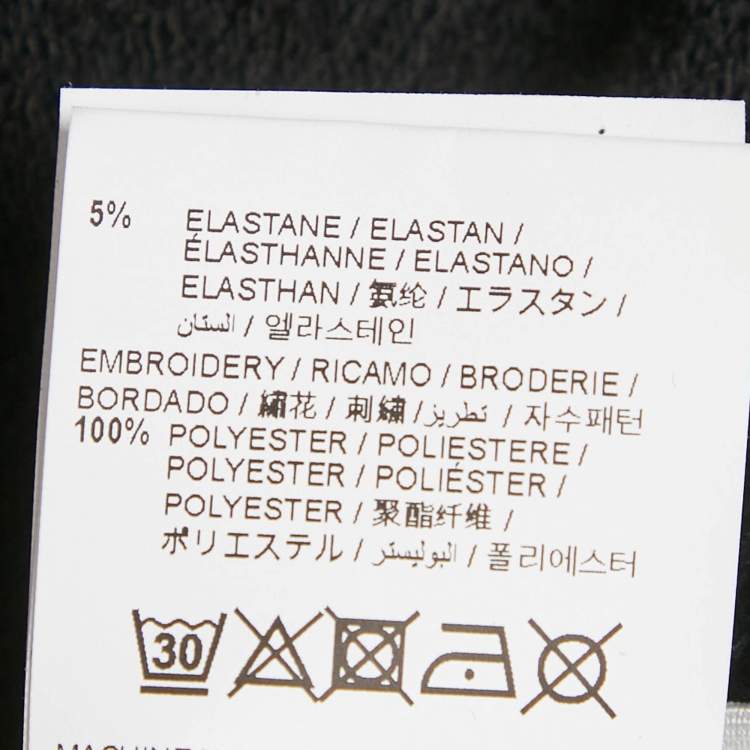 5% ELASTANE / ELASTAN /
ÉLASTHANNE / ELASTANO /
ELASTHAN / 氨纶 / エラスタン /
الستان / 엘라스테인
EMBROIDERY / RICAMO / BRODERIE /
BORDADO / 繡花 / 刺繍 / تطريز / 자수패턴
100% POLYESTER / POLIESTERE /
POLYESTER / POLIÉSTER /
POLYESTER / 聚酯纤维 /
ポリエステル / البوليستر / 폴리에스터
30